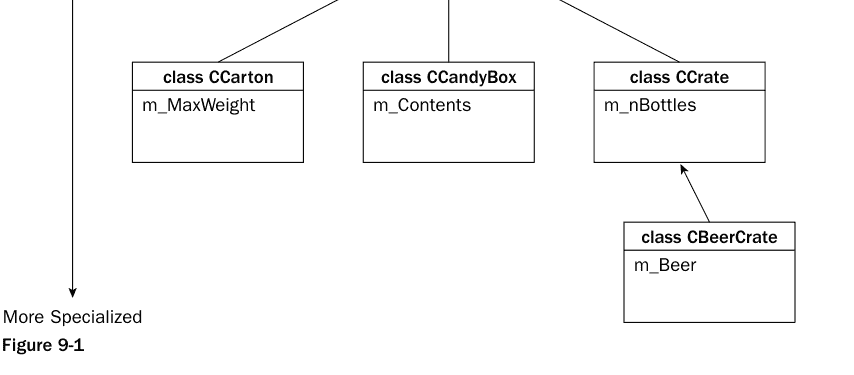 class CCarton
m_MaxWeight
class CCandyBox
m_Contents
class CCrate
m_nBottles
class CBeerCrate
m_Beer
More Specialized
Figure 9-1